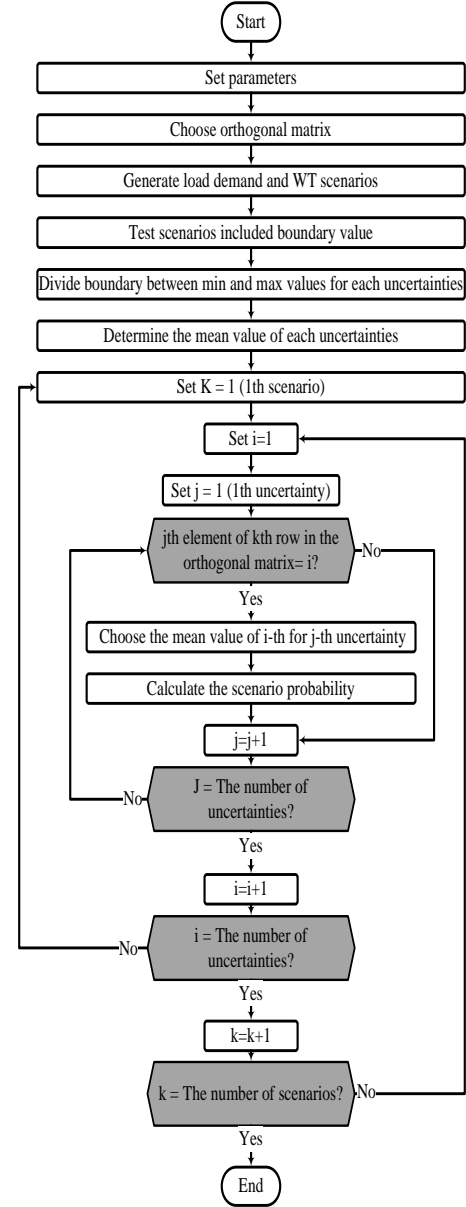 Start
Set parameters
Choose orthogonal matrix
Generate load demand and WT scenarios
Test scenarios included boundary value
Divide boundary between min and max values for each uncertainties
Determine the mean value of each uncertainties
Set K = 1 (1th scenario)
Set i=1
Set j = 1 (1th uncertainty)
jth element of kth row in the
orthogonal matrix= i?
No
Yes
Choose the mean value of i-th for j-th uncertainty
Calculate the scenario probability
j=j+1
J = The number of
uncertainties?
No
Yes
i=i+1
i = The number of
uncertainties?
No
Yes
k=k+1
k = The number of scenarios?
No
Yes
End